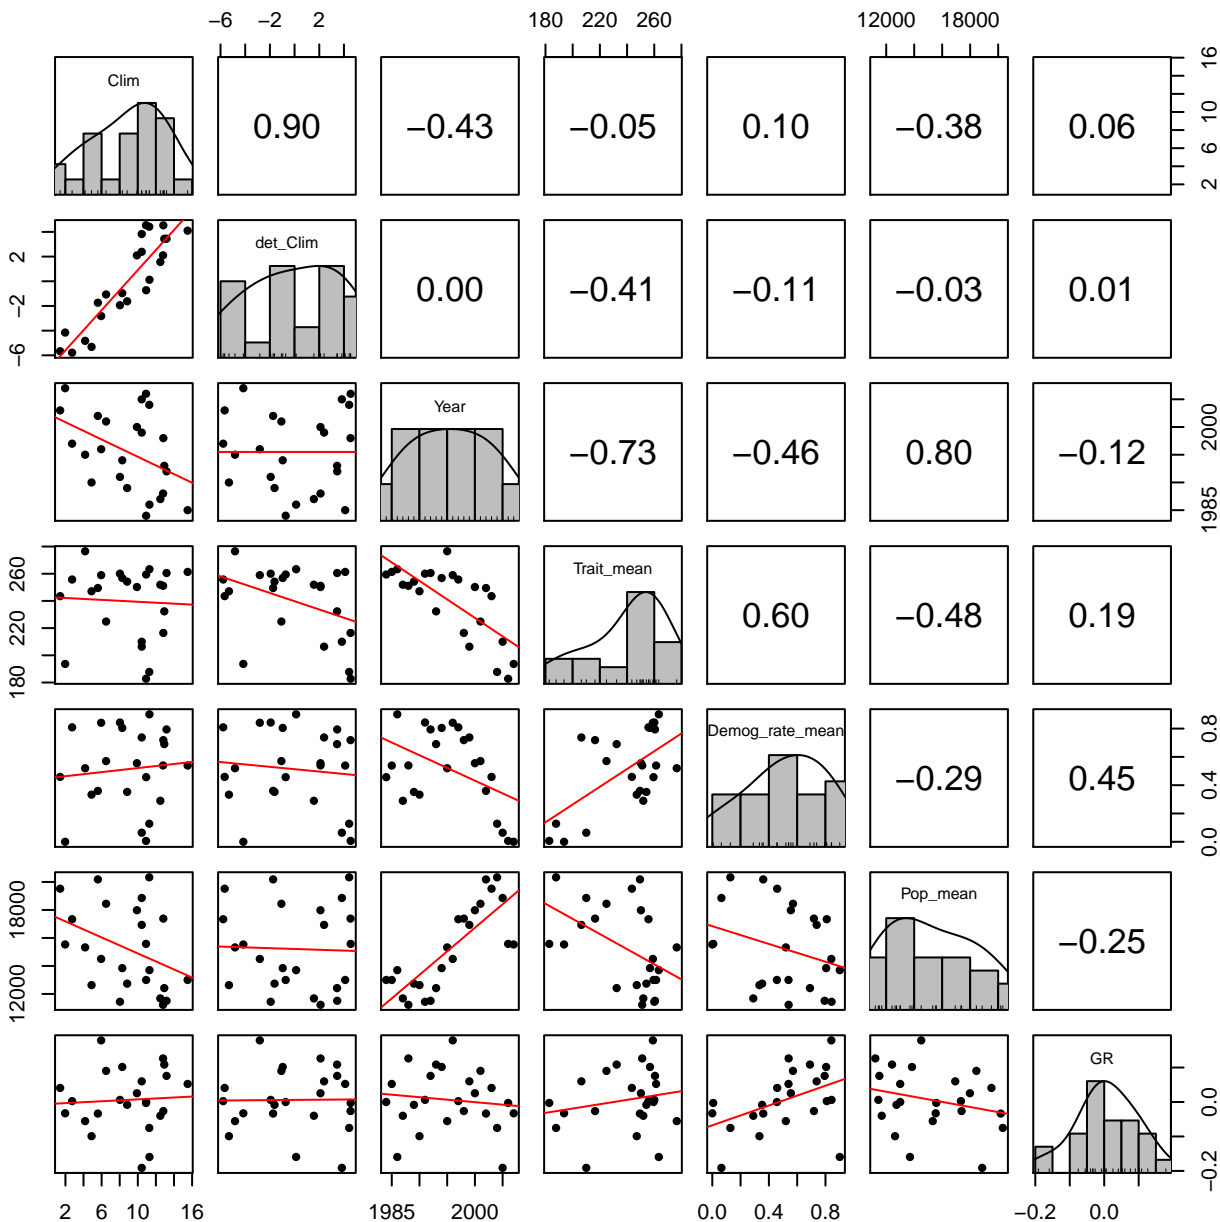 −6 −2 2 180 220 260 12000 18000
Clim 0.90 −0.43 −0.05 0.10 −0.38 0.06 2 6 10 16
−6 −2 2 det_Clim 0.00 −0.41 −0.11 −0.03 0.01
Year −0.73 −0.46 0.80 −0.12 1985 2000
180 220 260 Trait_mean 0.60 −0.48 0.19
Demog_rate_mean −0.29 0.45 0.0 0.4 0.8
12000 18000 Pop_mean −0.25
GR −0.2 0.0
2 6 10 16 1985 2000 0.0 0.4 0.8 −0.2 0.0